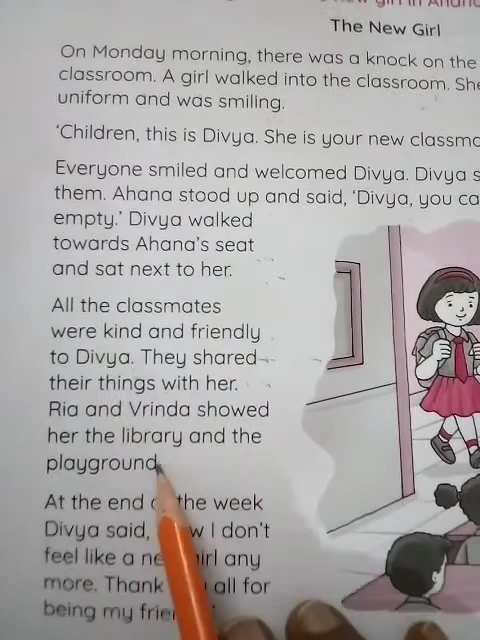 The New Girl
On Monday morning, there was a knock on the
classroom. A girl walked into the classroom. She
uniform and was smiling.
‘Children, this is Divya. She is your new classm
Everyone smiled and welcomed Divya. Divya s
them. Ahana stood up and said, ‘Divya, you ca
empty.’ Divya walked
towards Ahana’s seat
and sat next to her.
All the classmates
were kind and friendly
to Divya. They shared
their things with her.
Ria and Vrinda showed
her the library and the
playground
At the end the week
Divya said, I don’t
feel like a girl any
more. Thank all for
being my